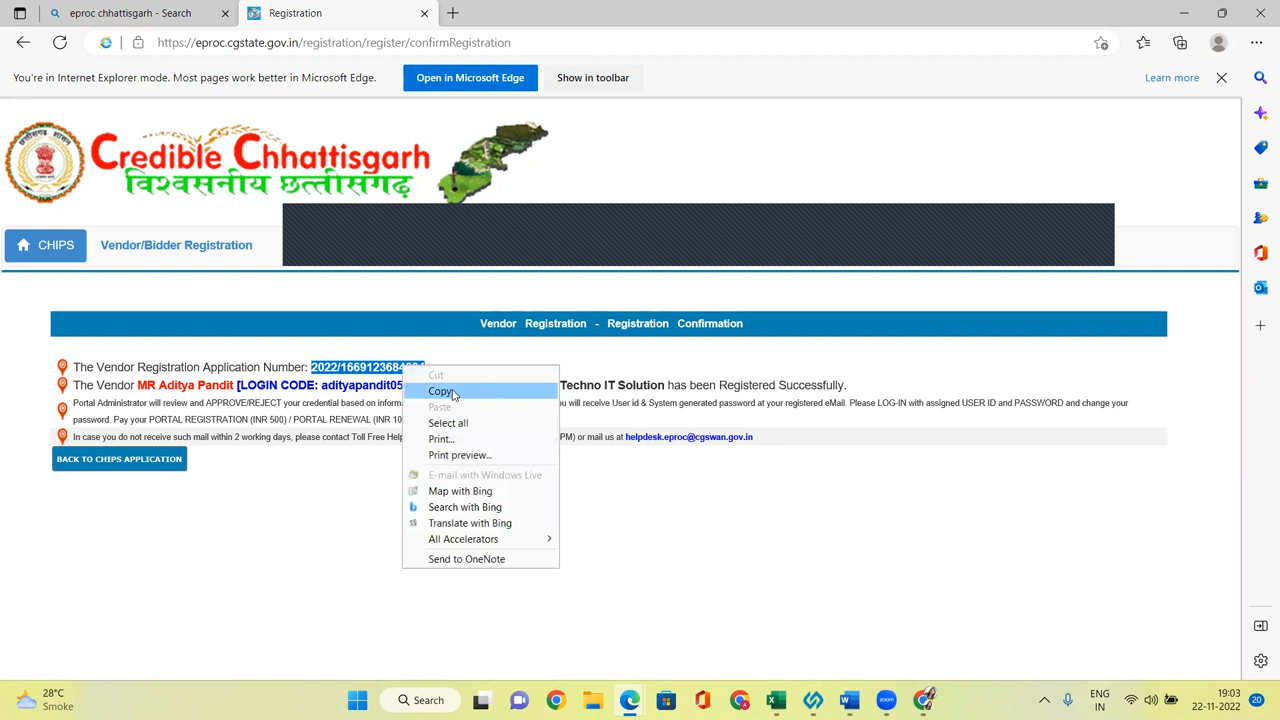 eproc chhattisgarh - Search
Registration
https://eproc.cgstate.gov.in/registration/register/confirmRegistration
You're in Internet Explorer mode. Most pages work better in Microsoft Edge.
Open in Microsoft Edge
Show in toolbar
Learn more
Credible Chhattisgarh
विश्वसनीय छत्तीसगढ़
CHIPS
Vendor/Bidder Registration
Vendor Registration - Registration Confirmation
The Vendor Registration Application Number: 2022/166912368
The Vendor MR Aditya Pandit [LOGIN CODE: adityapandit05 Techno IT Solution has been Registered Successfully.
Portal Administrator will review and APPROVE/REJECT your credential based on informa ou will receive User id & System generated password at your registered eMail. Please LOG-IN with assigned USER ID and PASSWORD and change your
password. Pay your PORTAL REGISTRATION (INR 500) / PORTAL RENEWAL (INR 10
In case you do not receive such mail within 2 working days, please contact Toll Free Help PM) or mail us at helpdesk.eproc@cgswan.gov.in
BACK TO CHIPS APPLICATION
Cut
Copy
Paste
Select all
Print...
Print preview...
E-mail with Windows Live
Map with Bing
Search with Bing
Translate with Bing
All Accelerators
Send to OneNote
28°C
Smoke
Search
zoom
ENG
IN
19:03
22-11-2022
20